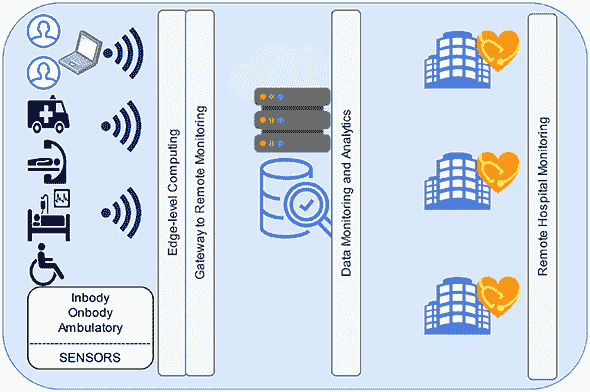 Inbody
Onbody
Ambulatory
SENSORS
Edge-level Computing
Gateway to Remote Monitoring
Data Monitoring and Analytics
Remote Hospital Monitoring